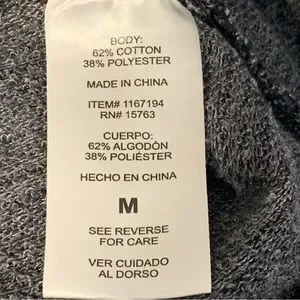 BODY:
62% COTTON
38% POLYESTER
MADE IN CHINA
ITEM# 1167194
RN# 15763
CUERPO:
62% ALGODÓN
38% POLIÉSTER
HECHO EN CHINA
M
SEE REVERSE
FOR CARE
VER CUIDADO
AL DORSO